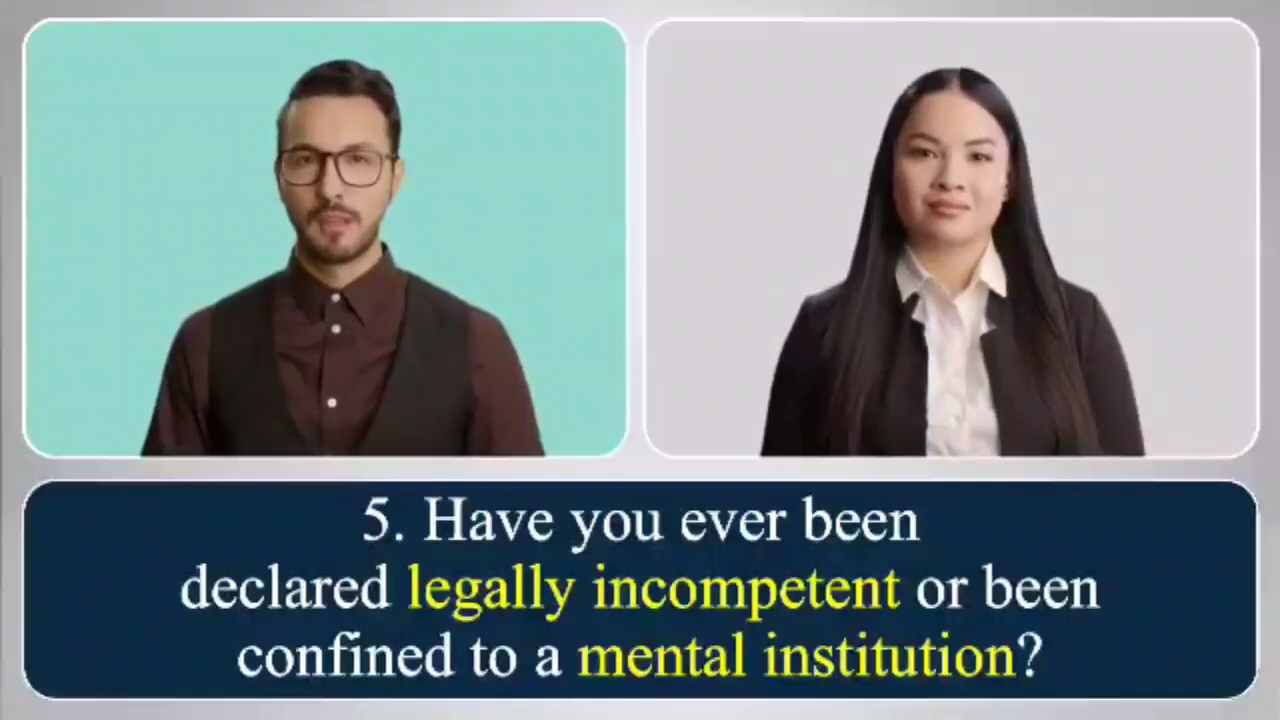 5. Have you ever been
declared legally incompetent or been
confined to a mental institution?